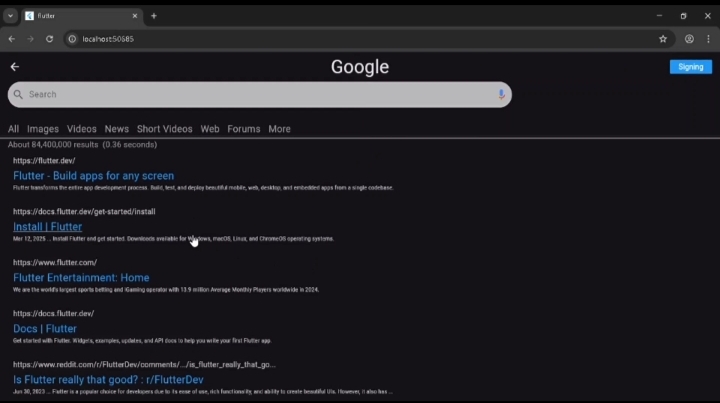 flutter
localhost:50685
Google
Signing
Search
All Images Videos News Short Videos Web Forums More
About 84,400,000 results (0.36 seconds)
https://flutter.dev/
Flutter - Build apps for any screen
Flutter transforms the entire app development process. Build, test, and deploy beautiful mobile, web, desktop, and embedded apps from a single codebase.
https://docs.flutter.dev/get-started/install
Install | Flutter
Mar 12, 2025 ... Install Flutter and get started. Downloads available for Windows, macOS, Linux, and ChromeOS operating systems.
https://www.flutter.com/
Flutter Entertainment: Home
We are the world's largest sports betting and iGaming operator with 13.9 million Average Monthly Players worldwide in 2024.
https://docs.flutter.dev/
Docs | Flutter
Get started with Flutter. Widgets, examples, updates, and API docs to help you write your first Flutter app.
https://www.reddit.com/r/FlutterDev/comments/.../is_flutter_really_that_go...
Is Flutter really that good? : r/FlutterDev
Jun 30, 2023 ... Flutter is a popular choice for developers due to its ease of use, rich functionality, and ability to create beautiful UIs. However, it also has ...